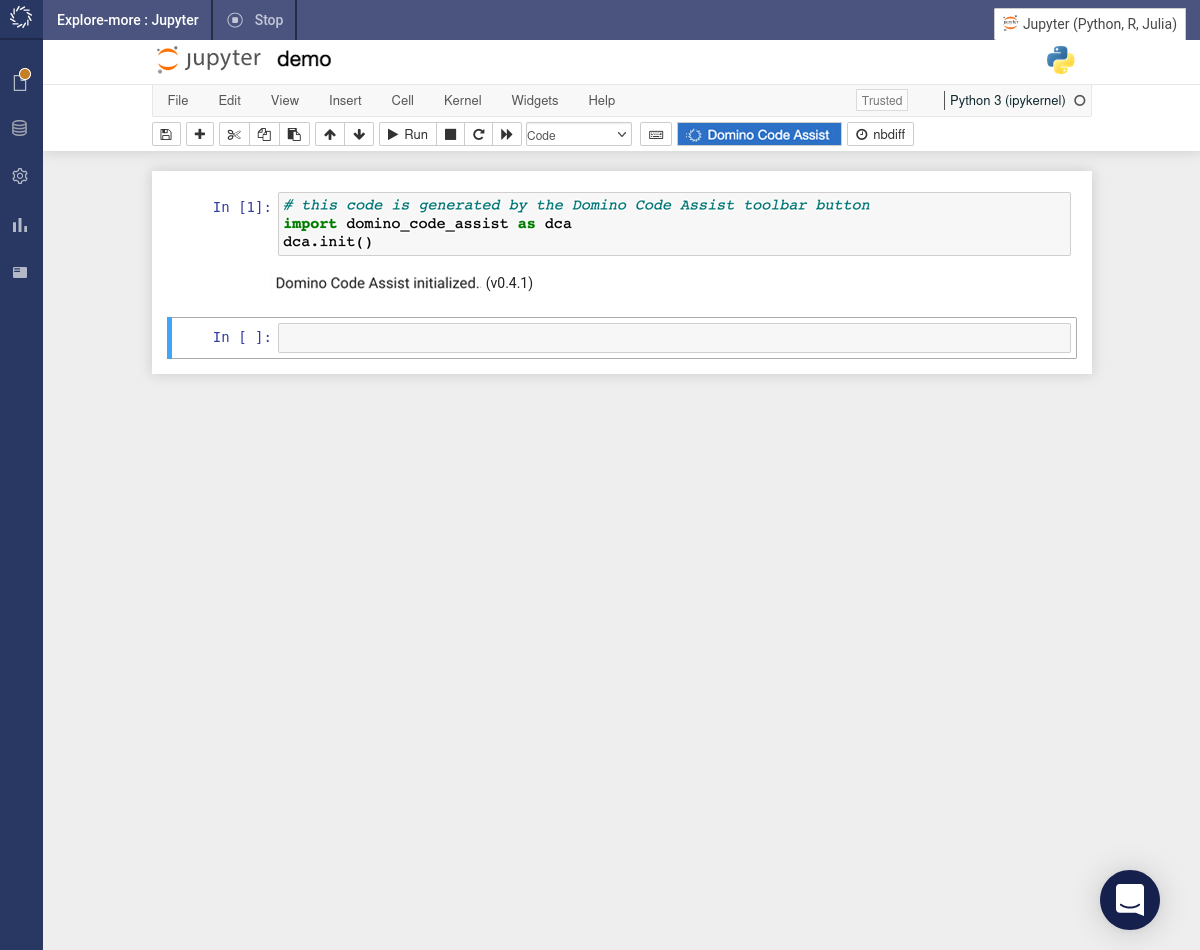 Explore-more : Jupyter Stop
Jupyter (Python, R, Julia)
jupyter demo
File Edit View Insert Cell Kernel Widgets Help Trusted Python 3 (ipykernel)
Run Code Domino Code Assist nbdiff
In [1]: # this code is generated by the Domino Code Assist toolbar button
import domino_code_assist as dca
dca.init()
Domino Code Assist initialized. (v0.4.1)
In [ ]: